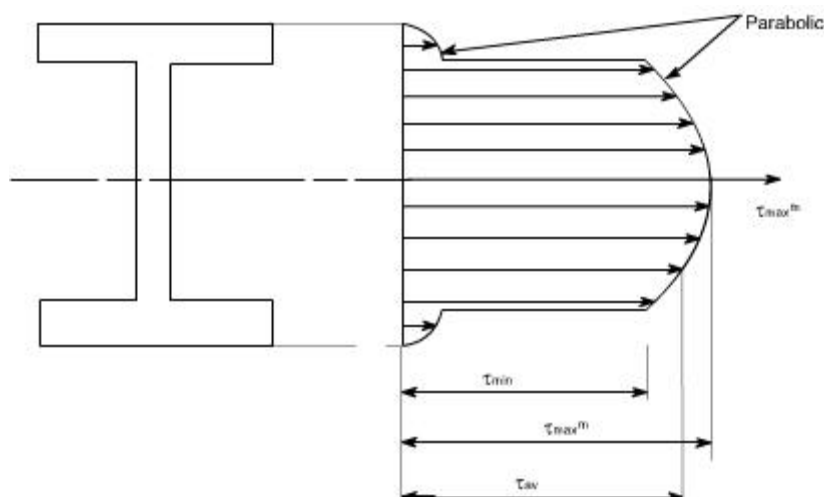 Parabolic
τmaxᵐ
τmin
τmaxᵐ
τav